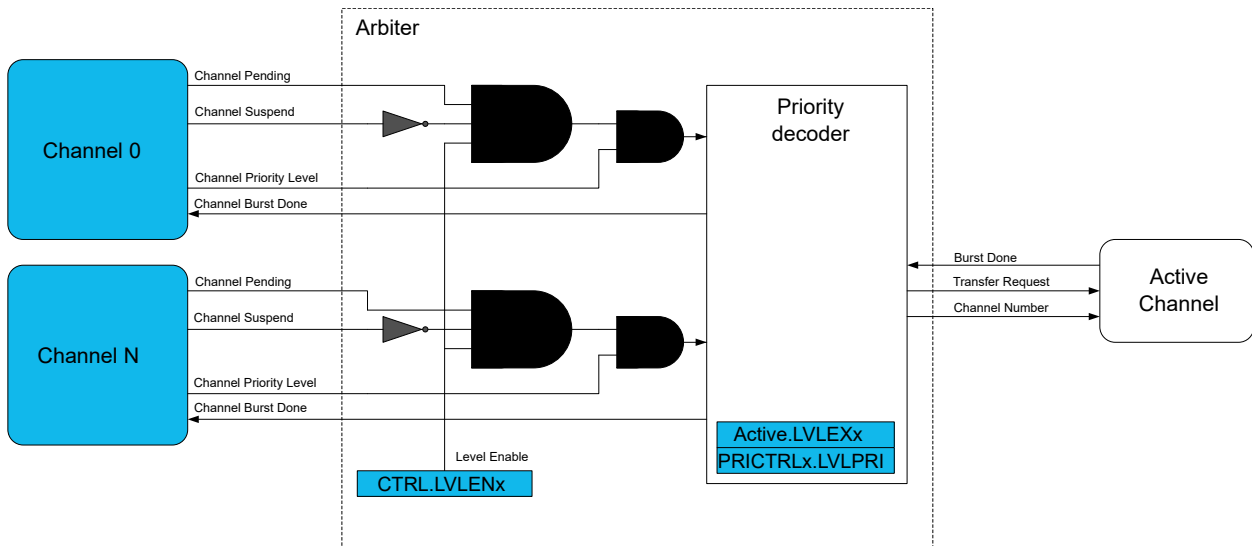 Arbiter
Channel Pending
Channel Suspend
Channel 0
Channel Priority Level
Channel Burst Done
Priority
decoder
Burst Done
Transfer Request
Channel Number
Active
Channel
Channel Pending
Channel Suspend
Channel N
Channel Priority Level
Channel Burst Done
Level Enable
CTRL.LVLENx
Active.LVLEXx
PRICTRLx.LVLPRI